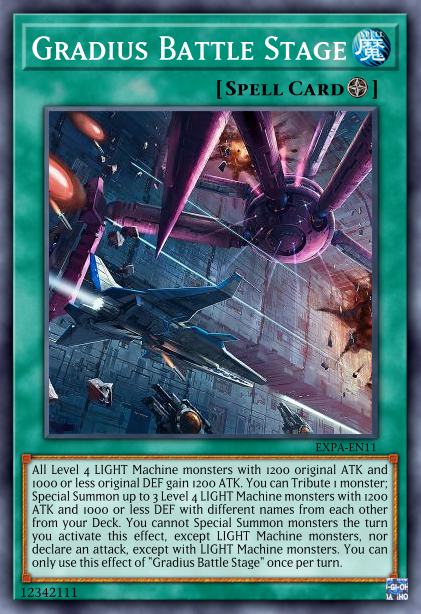 GRADIUS BATTLE STAGE 魔
[SPELL CARD]
EXPA-EN11
All Level 4 LIGHT Machine monsters with 1200 original ATK and
1000 or less original DEF gain 1200 ATK. You can Tribute 1 monster;
Special Summon up to 3 Level 4 LIGHT Machine monsters with 1200
ATK and 1000 or less DEF with different names from each other
from your Deck. You cannot Special Summon monsters the turn
you activate this effect, except LIGHT Machine monsters, nor
declare an attack, except with LIGHT Machine monsters. You can
only use this effect of "Gradius Battle Stage" once per turn.
12342111